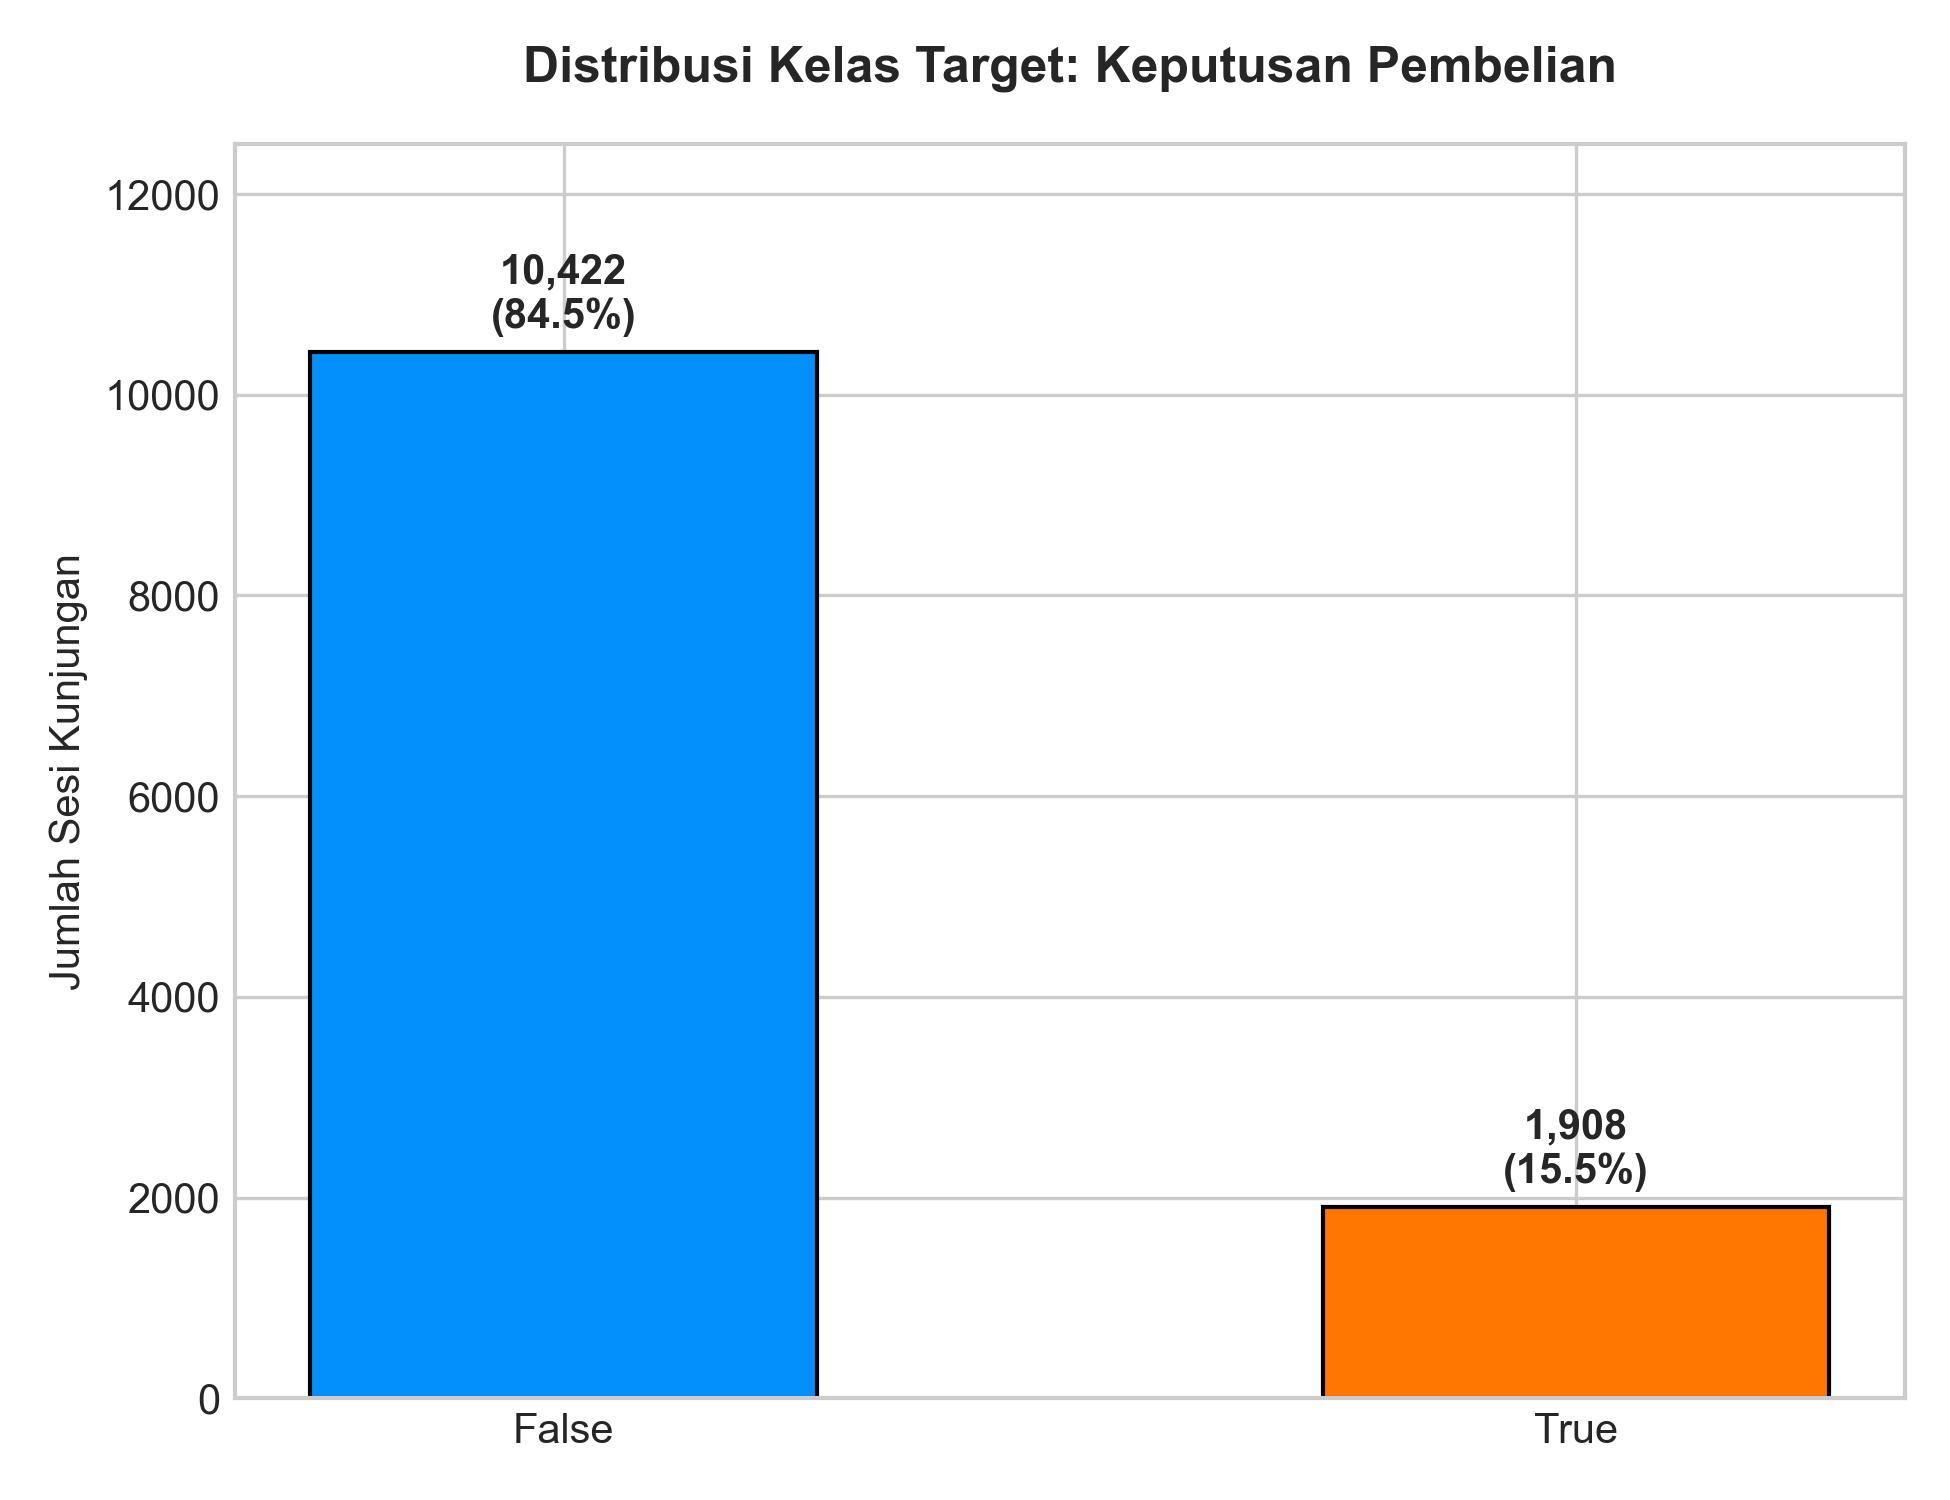 Distribusi Kelas Target: Keputusan Pembelian
Jumlah Sesi Kunjungan
12000
10000
8000
6000
4000
2000
0
10,422
(84.5%)
1,908
(15.5%)
False
True